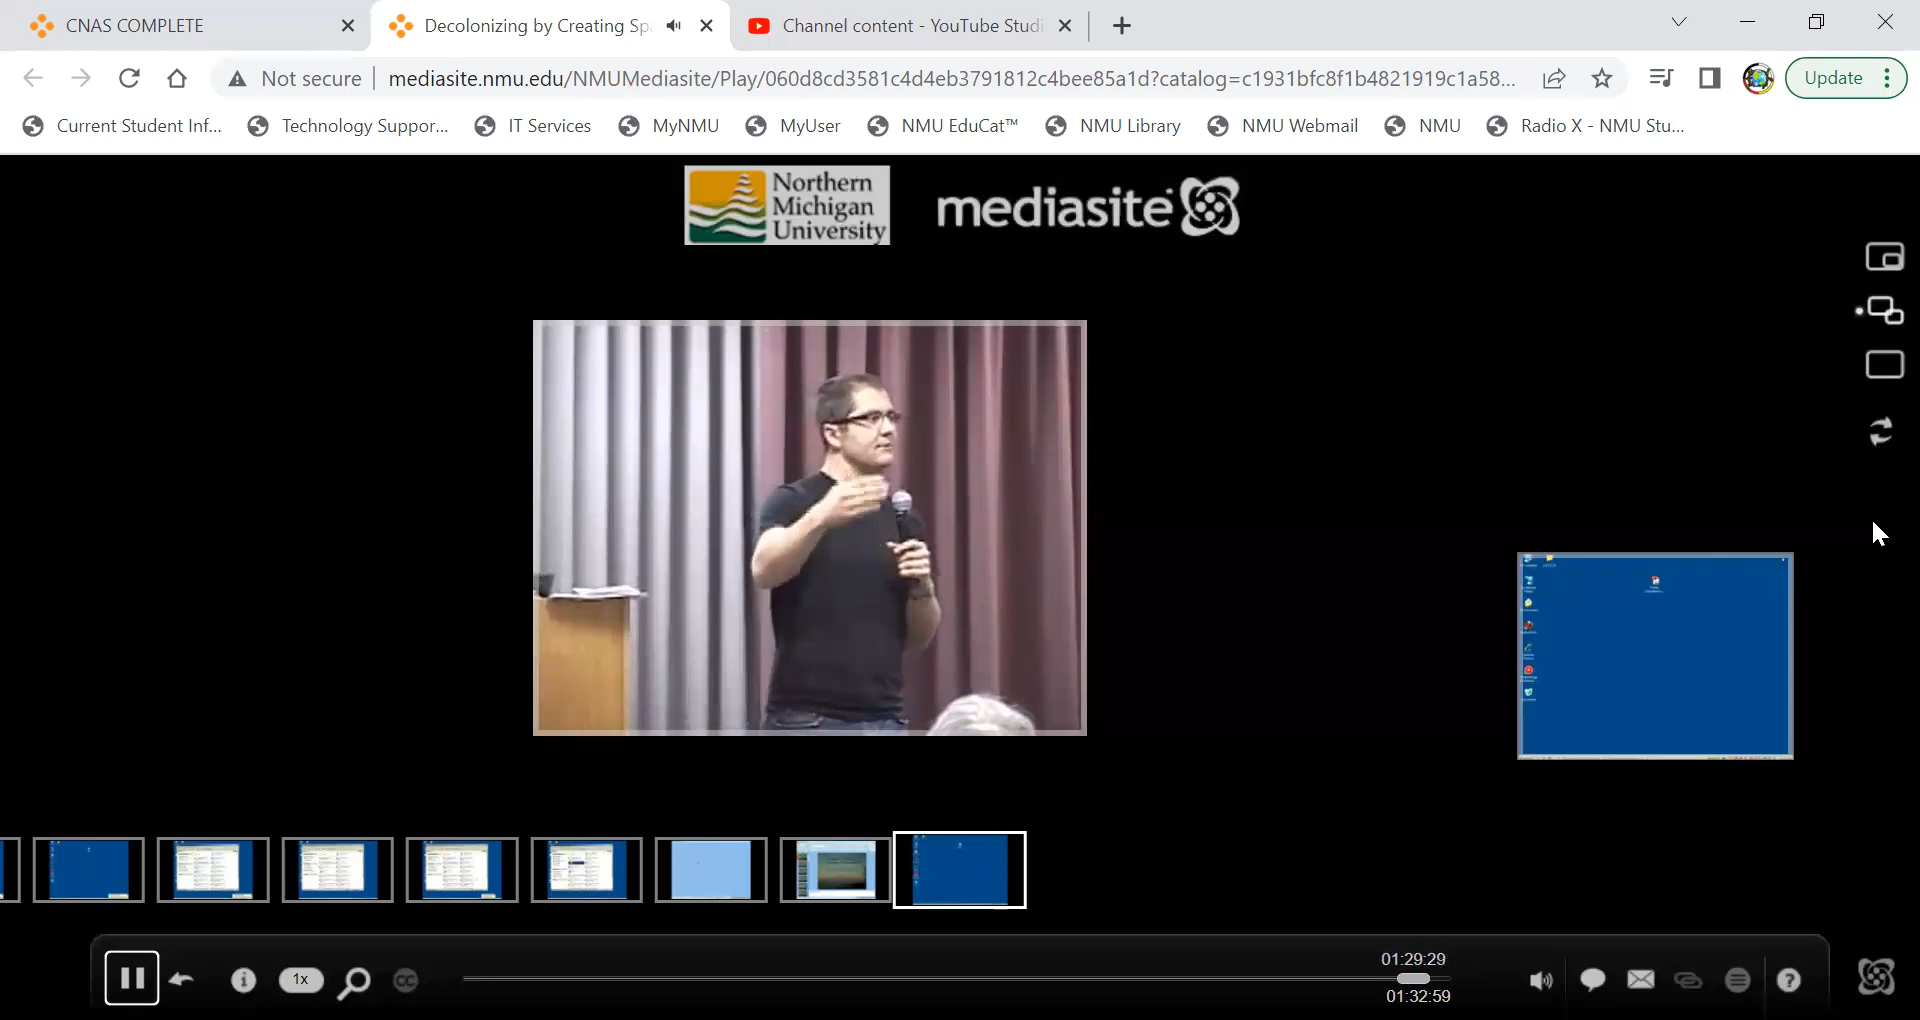 CNAS COMPLETE
Decolonizing by Creating Sp
Channel content - YouTube Studi
Not secure
mediasite.nmu.edu/NMUMediasite/Play/060d8cd3581c4d4eb3791812c4bee85a1d?catalog=c1931bfc8f1b4821919c1a58...
Update
Current Student Inf...
Technology Suppor...
IT Services
MyNMU
MyUser
NMU EduCat™
NMU Library
NMU Webmail
NMU
Radio X - NMU Stu...
Northern
Michigan
University
mediasite
01:29:29
1x
CC
01:32:59